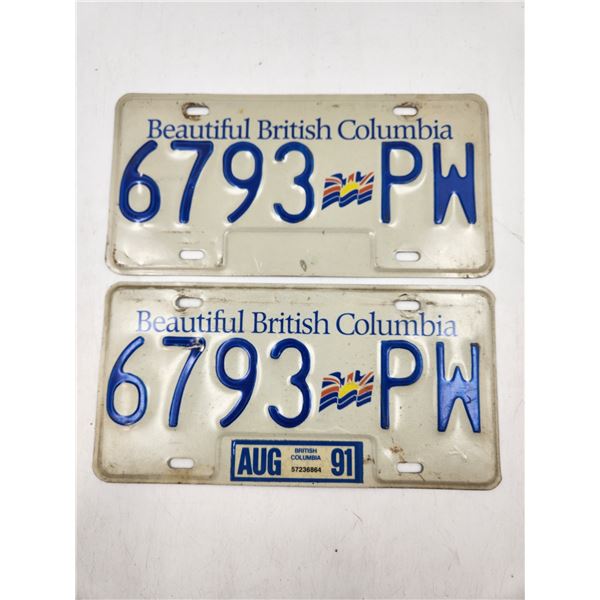 Beautiful British Columbia
6793 PW
Beautiful British Columbia
6793 PW
AUG BRITISH COLUMBIA 57236864 91